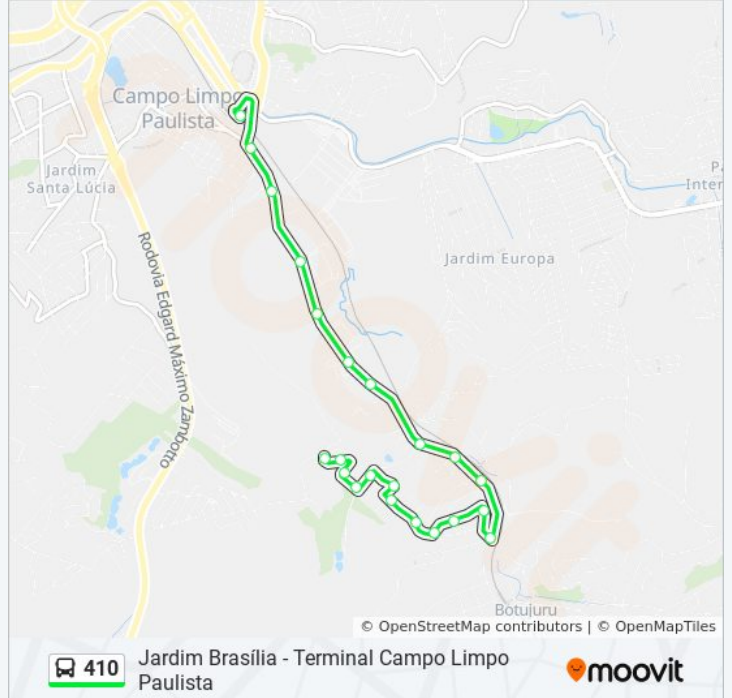 Campo Limpo
Paulista
Jardim
Santa Lúcia
Rodovia Edgard Máximo Zambotto
Jardim Europa
Botujuru
© OpenStreetMap contributors | © OpenMapTiles
410
Jardim Brasília - Terminal Campo Limpo
Paulista
moovit